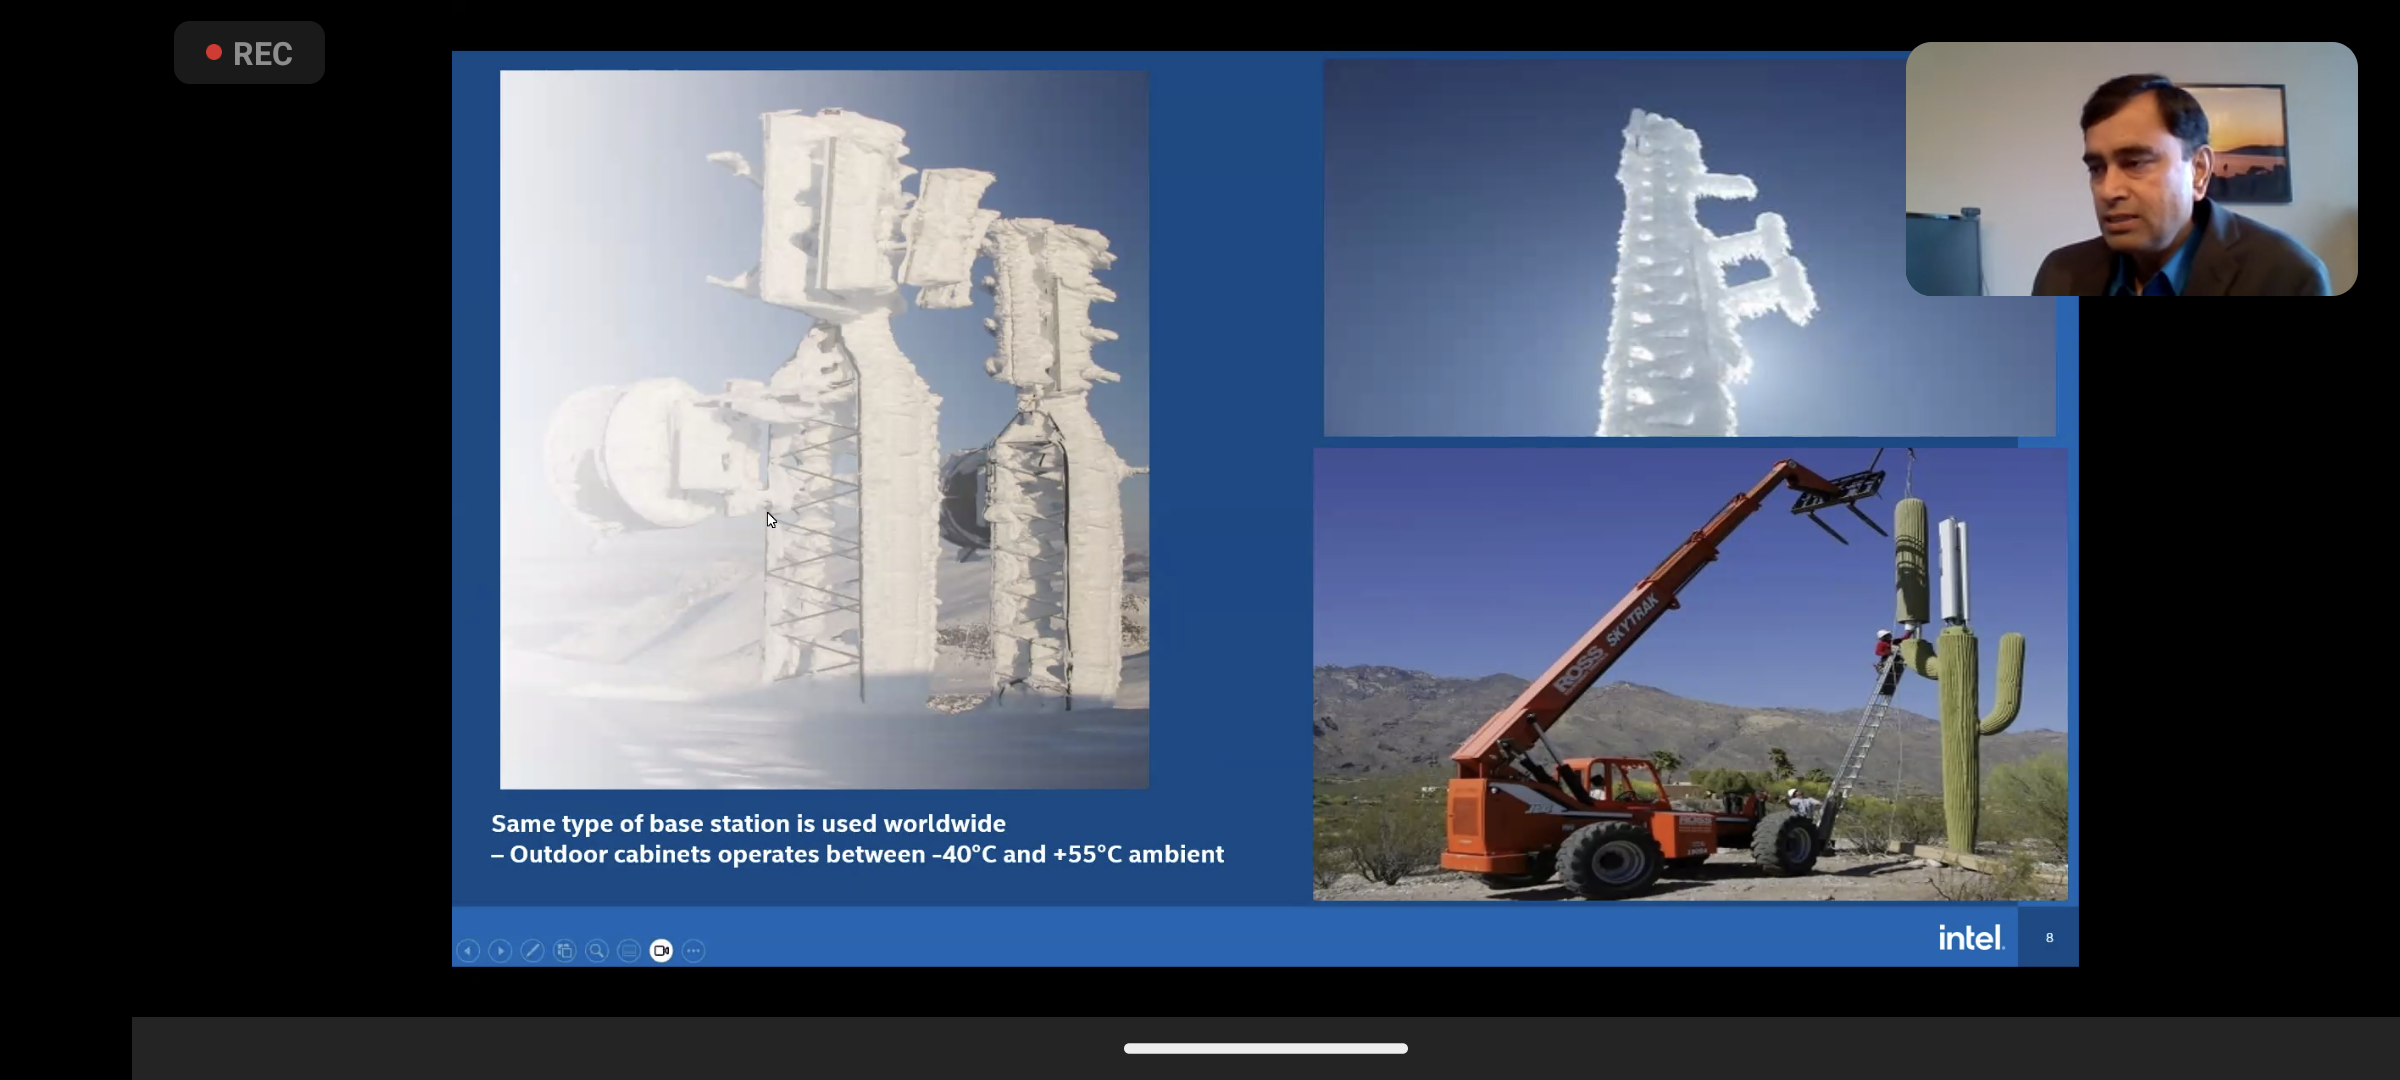 REC
ROSS SKYTRAK
ROSS
Same type of base station is used worldwide
– Outdoor cabinets operates between -40°C and +55°C ambient
intel.
8